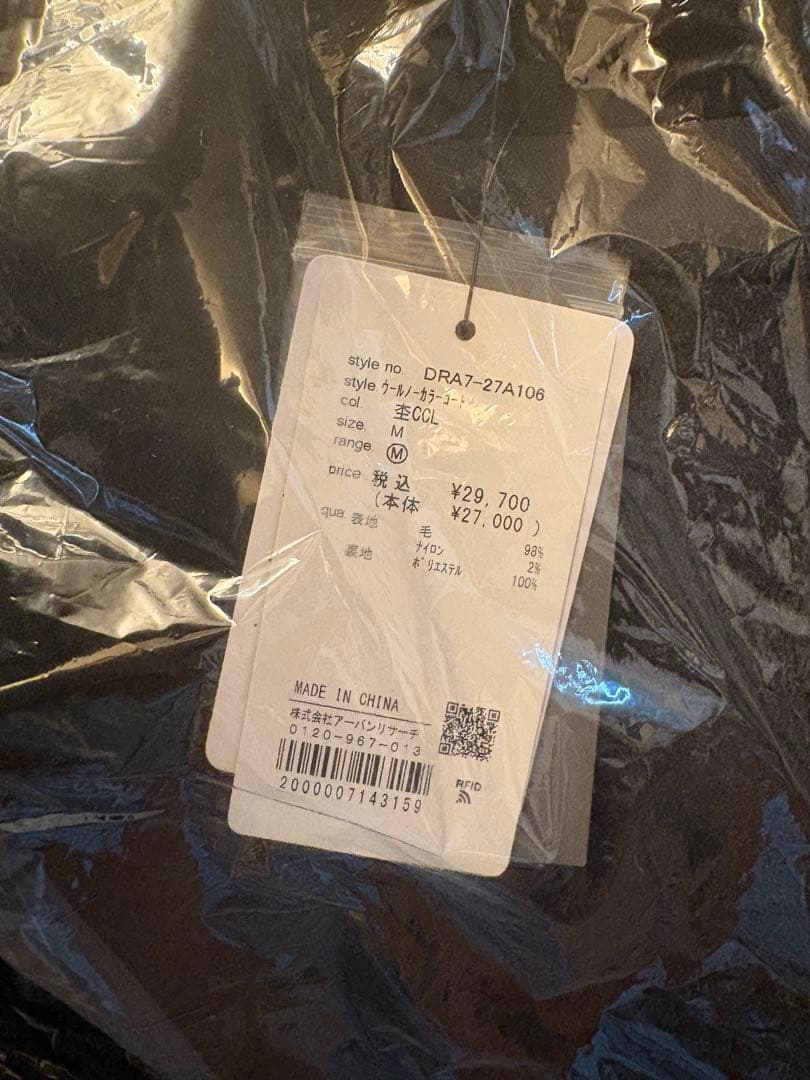 style no. DRA7-27A106
style. ウールノーカラーコート
col. 杢CCL
size. M
range. Ⓜ
price 税込 ¥29,700
(本体 ¥27,000 )
qua. 表地 毛 98%
ナイロン 2%
裏地 ポリエステル 100%
MADE IN CHINA
株式会社アーバンリサーチ
0120-967-013
2000007143159
RFID